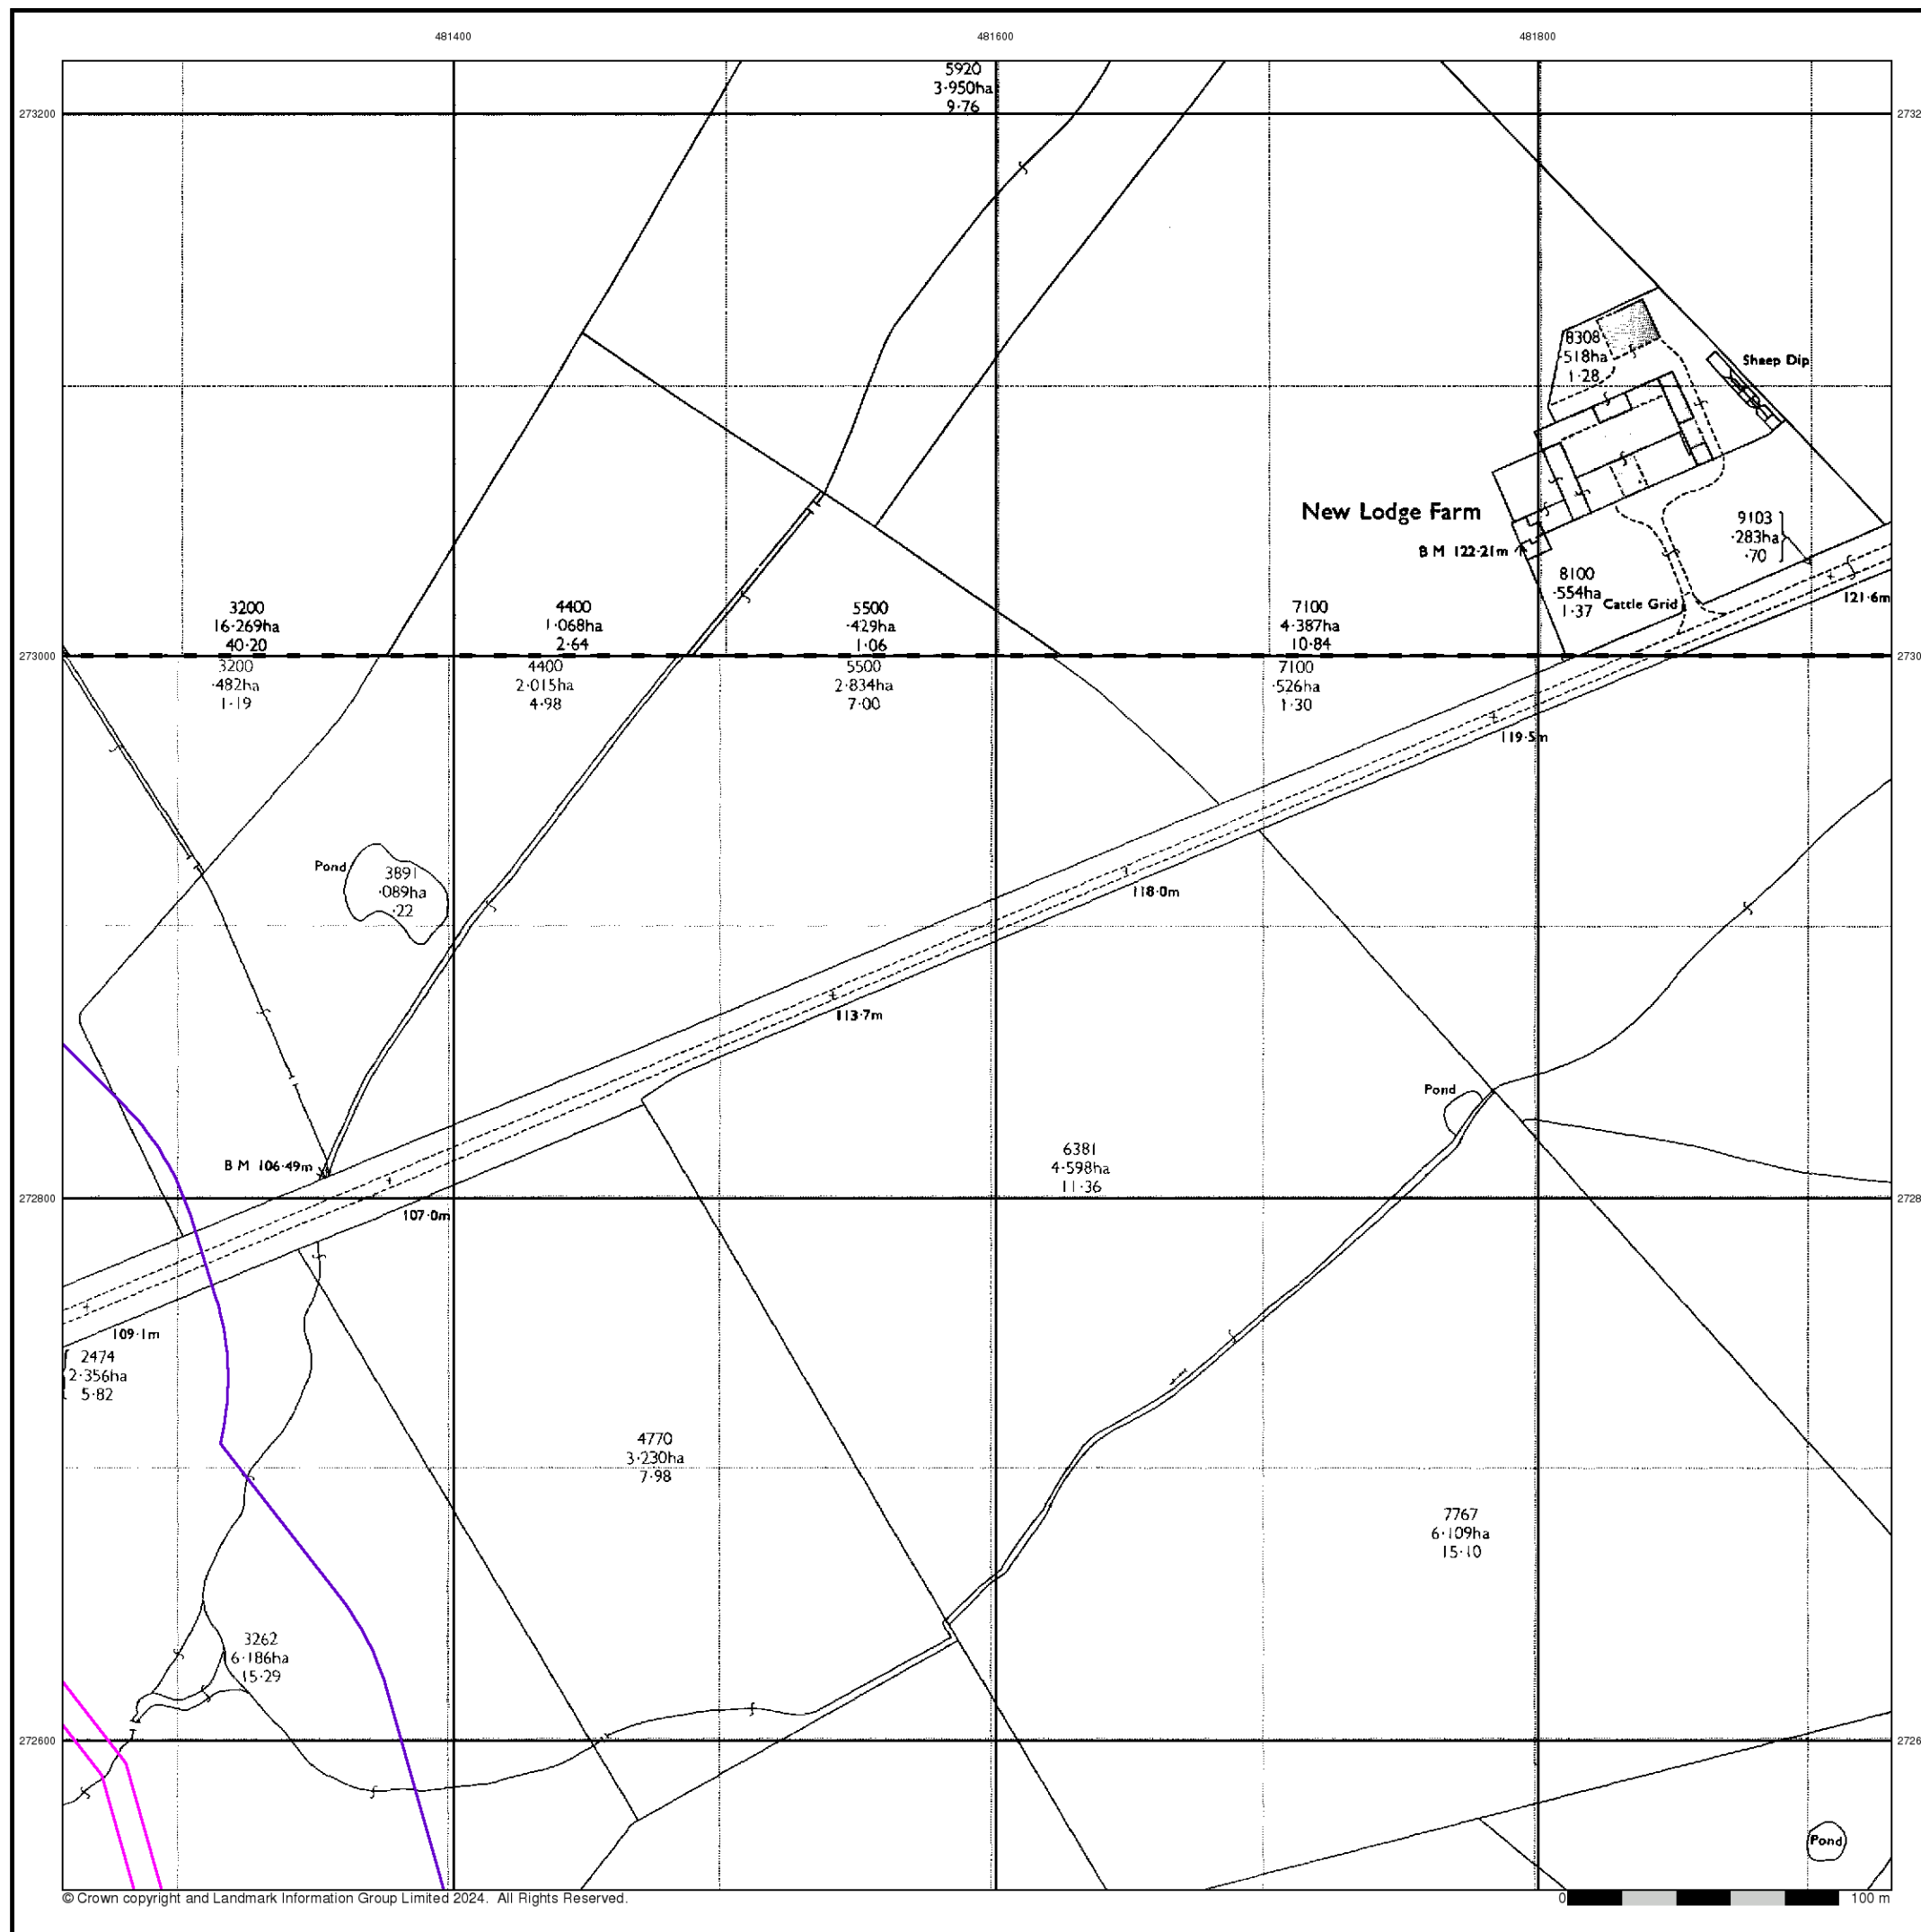 481400
481600
481800
273200
5920
3·950ha
9·76
8308
·518ha
1·28
Sheep Dip
New Lodge Farm
B M 122·21m
9103
·283ha
·70
8100
·554ha
1·37
Cattle Grid
121·6m
3200
16·269ha
40·20
4400
1·068ha
2·64
5500
·429ha
1·06
7100
4·387ha
10·84
273000
3200
·482ha
1·19
4400
2·015ha
4·98
5500
2·834ha
7·00
7100
·526ha
1·30
119·5m
Pond
3891
·089ha
·22
118·0m
113·7m
Pond
B M 106·49m
6381
4·598ha
11·36
272800
107·0m
109·1m
2474
2·356ha
5·82
4770
3·230ha
7·98
7767
6·109ha
15·10
3262
6·186ha
15·29
272600
Pond
© Crown copyright and Landmark Information Group Limited 2024. All Rights Reserved.
0 100 m